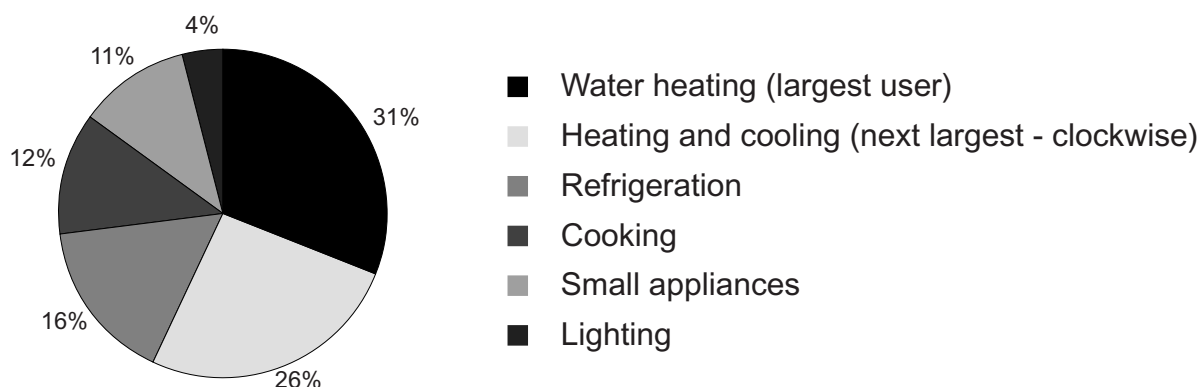 4%
11%
31%
12%
16%
26%
Water heating (largest user)
Heating and cooling (next largest - clockwise)
Refrigeration
Cooking
Small appliances
Lighting